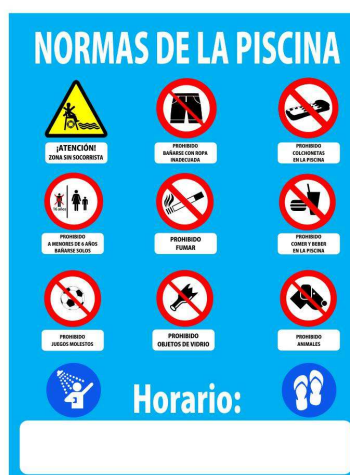 NORMAS DE LA PISCINA
¡ATENCIÓN!
ZONA SIN SOCORRISTA
PROHIBIDO
BAÑARSE CON ROPA
INADECUADA
PROHIBIDO
COLCHONETAS
EN LA PISCINA
PROHIBIDO
A MENORES DE 6 AÑOS
BAÑARSE SOLOS
PROHIBIDO
FUMAR
PROHIBIDO
COMER Y BEBER
EN LA PISCINA
PROHIBIDO
JUEGOS MOLESTOS
PROHIBIDO
OBJETOS DE VIDRIO
PROHIBIDO
ANIMALES
Horario: